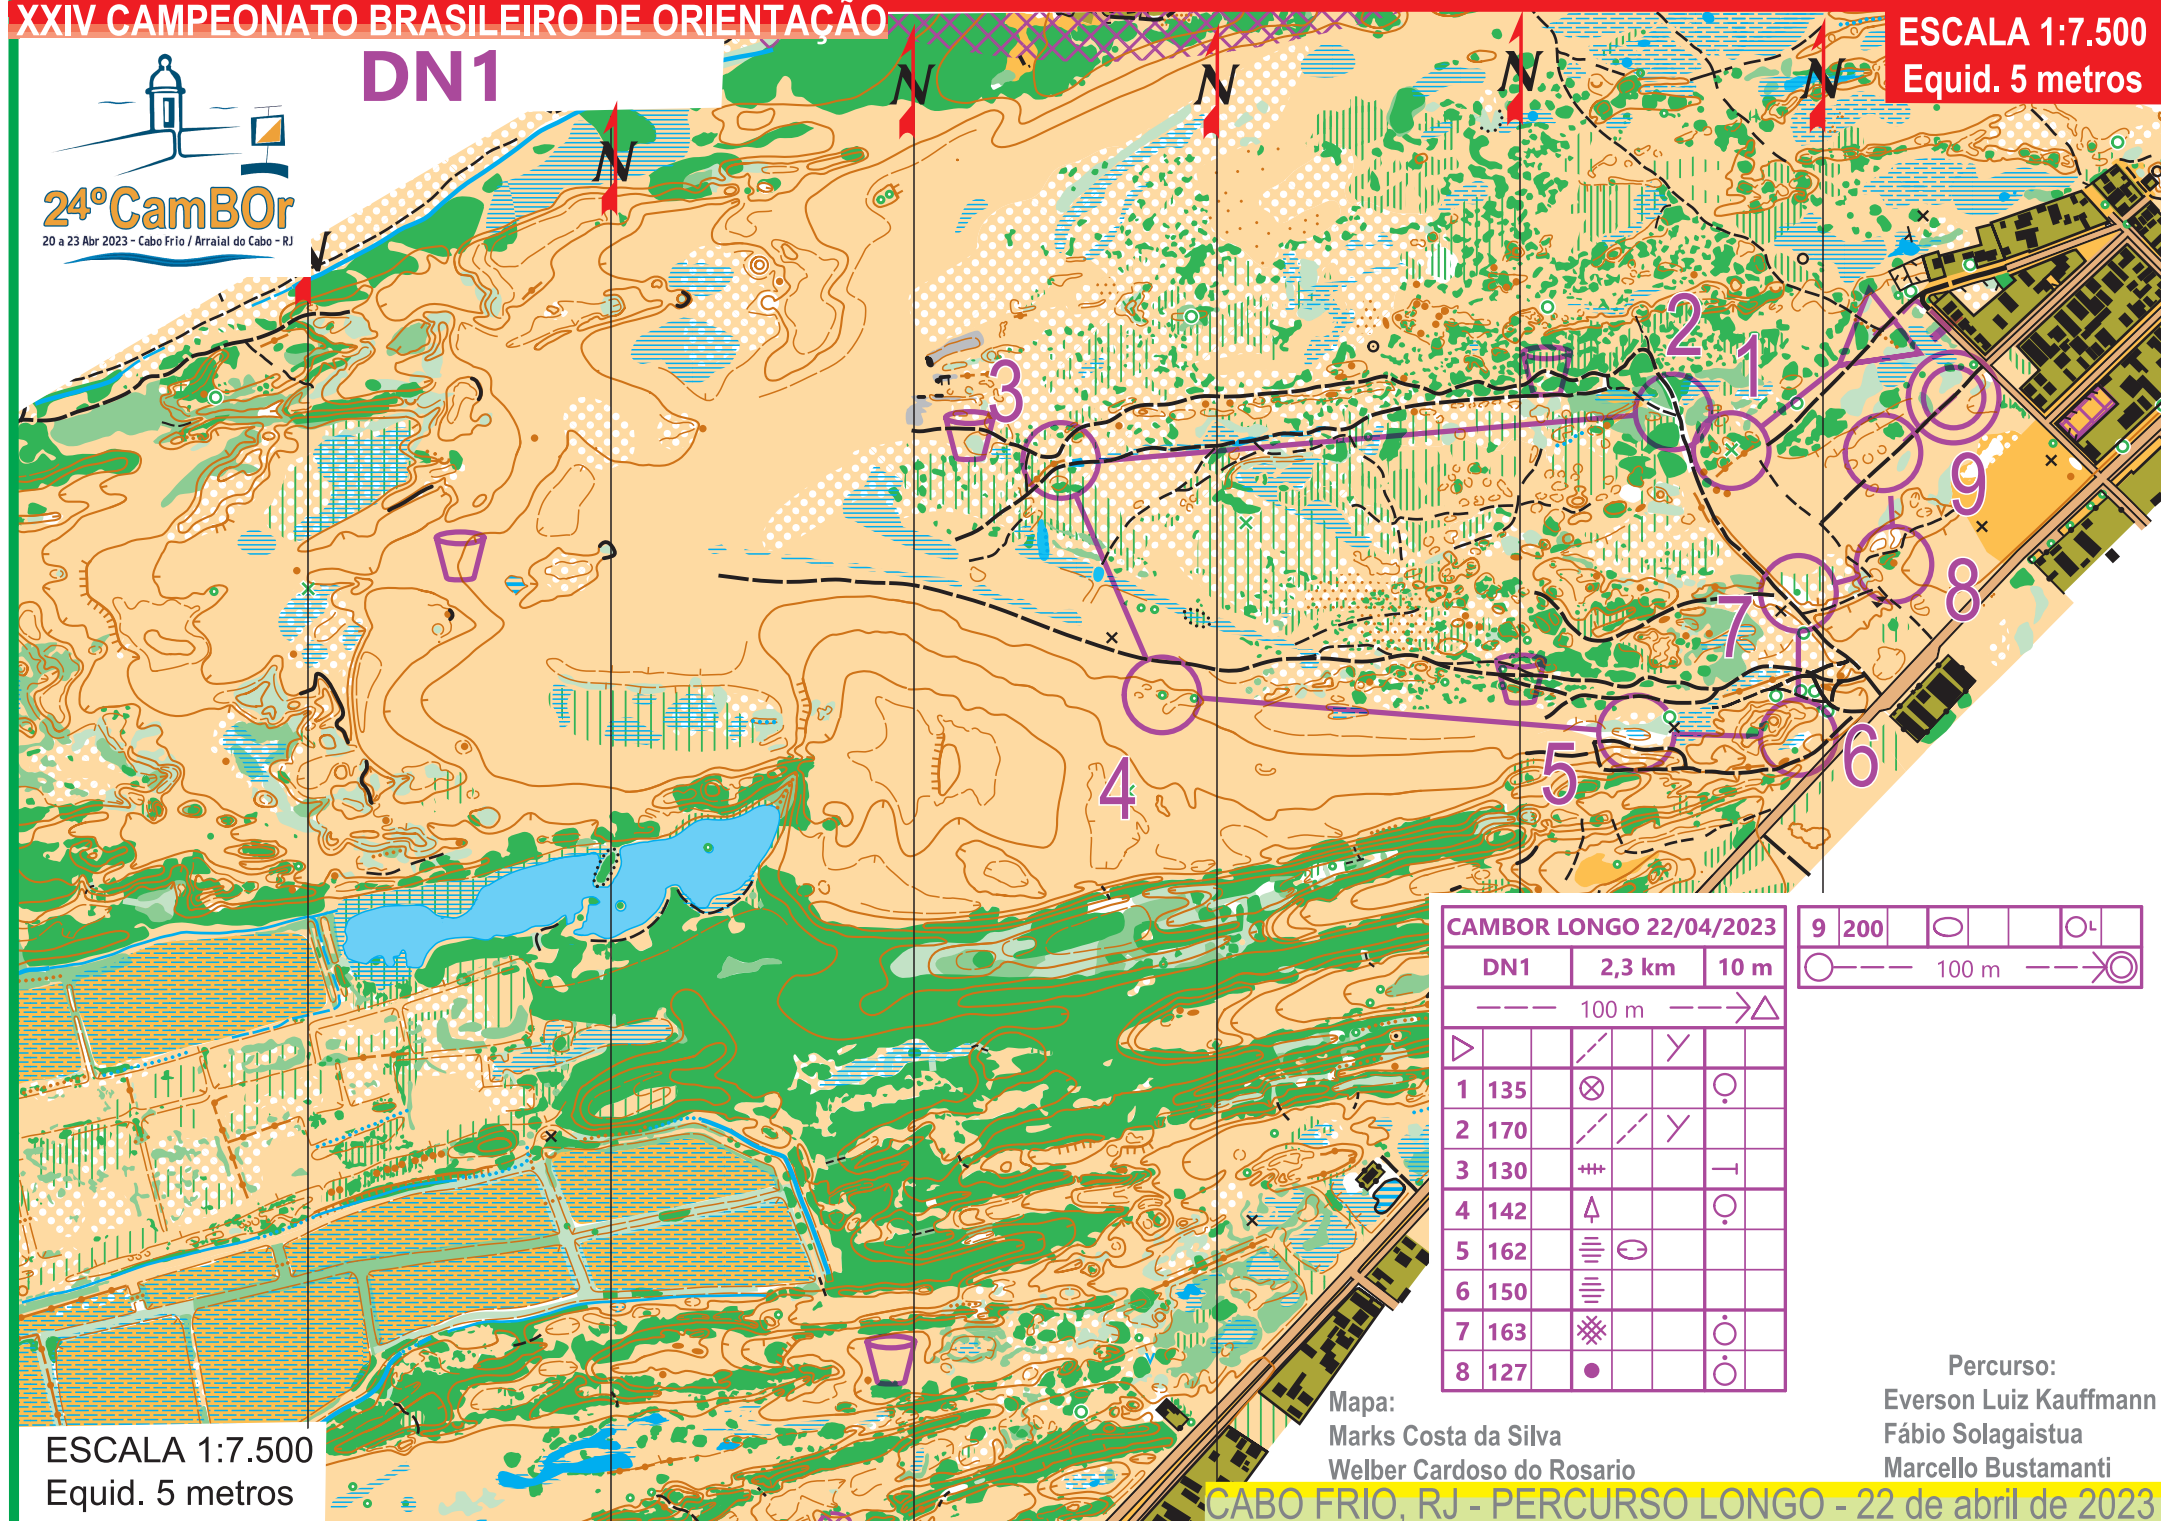 XXIV CAMPEONATO BRASILEIRO DE ORIENTAÇÃO
DN1
ESCALA 1:7.500
Equid. 5 metros
24ºCamBOr
20 a 23 Abr 2023 - Cabo Frio / Arraial do Cabo - RJ
N
N
N
N
N
N
1
2
3
4
5
6
7
8
9
CAMBOR LONGO 22/04/2023
DN1 2,3 km 10 m
100 m
1 135
2 170
3 130
4 142
5 162
6 150
7 163
8 127
9 200
100 m
ESCALA 1:7.500
Equid. 5 metros
Mapa:
Marks Costa da Silva
Welber Cardoso do Rosario
Percurso:
Everson Luiz Kauffmann
Fábio Solagaistua
Marcello Bustamanti
CABO FRIO, RJ - PERCURSO LONGO - 22 de abril de 2023